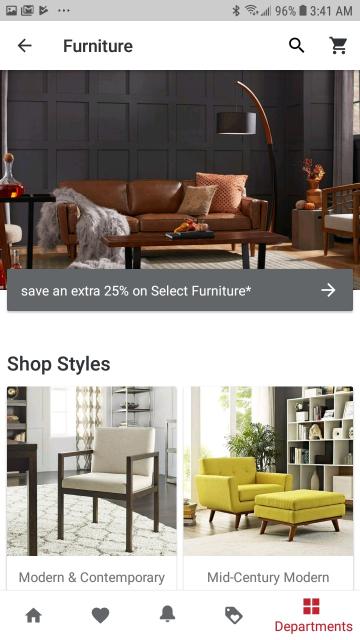 96% 3:41 AM
Furniture
save an extra 25% on Select Furniture*
Shop Styles
Modern & Contemporary
Mid-Century Modern
Departments